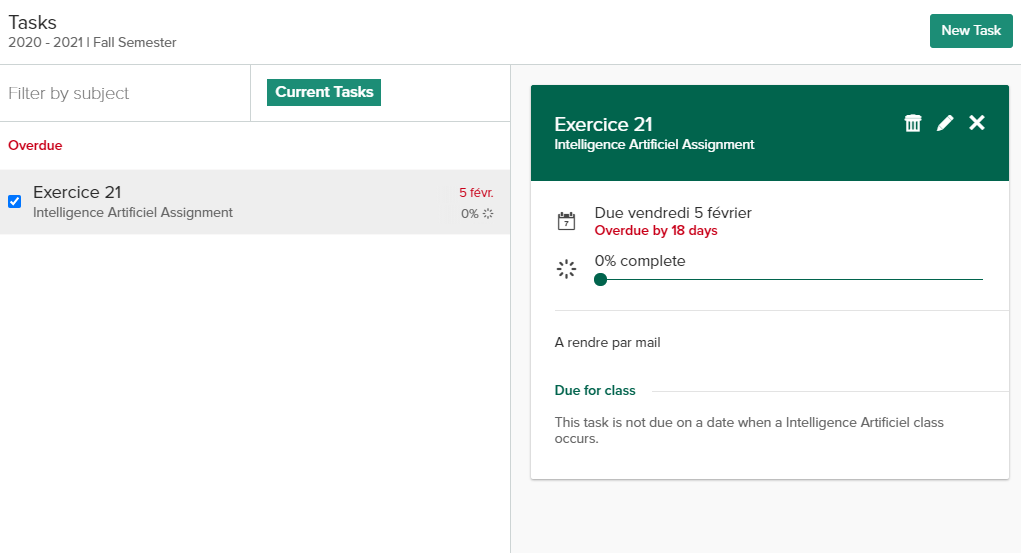 Tasks
2020 - 2021 | Fall Semester
New Task
Filter by subject
Current Tasks
Overdue
Exercice 21
5 févr.
Intelligence Artificiel Assignment
0%
Exercice 21
Intelligence Artificiel Assignment
7
Due vendredi 5 février
Overdue by 18 days
0% complete
A rendre par mail
Due for class
This task is not due on a date when a Intelligence Artificiel class
occurs.